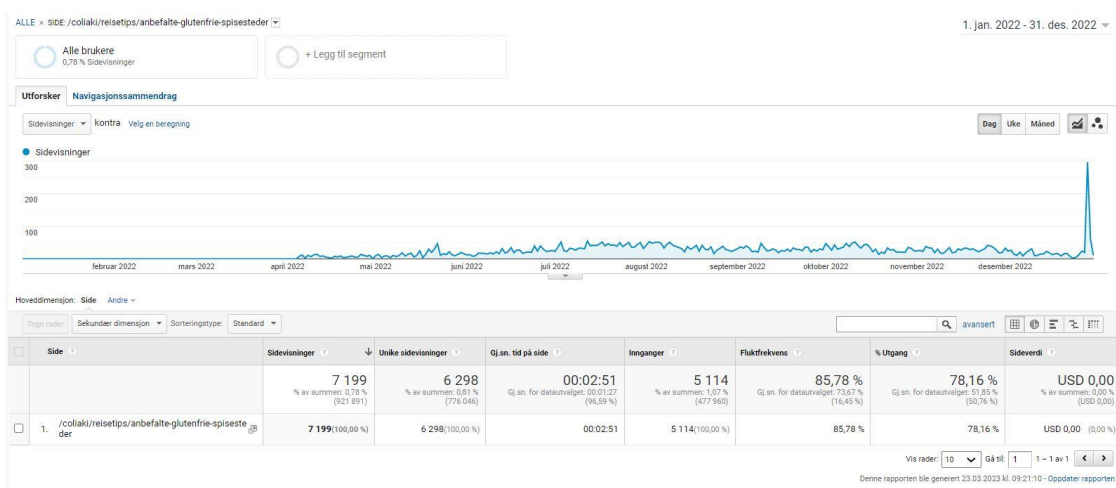 ALLE » SIDE: /coliaki/reisetips/anbefalte-glutenfrie-spisesteder
1. jan. 2022 - 31. des. 2022
Alle brukere
0,78 % Sidevisninger
+ Legg til segment
Utforsker Navigasjonssammendrag
Sidevisninger kontra Velg en beregning
Dag Uke Måned
Sidevisninger
300
200
100
februar 2022 mars 2022 april 2022 mai 2022 juni 2022 juli 2022 august 2022 september 2022 oktober 2022 november 2022 desember 2022
Hoveddimensjon: Side Andre
Tegn rader Sekundær dimensjon Sorteringstype: Standard avansert
Side ? Sidevisninger ? Unike sidevisninger ? Gj.sn. tid på side ? Innganger ? Fluktfrekvens ? % Utgang ? Sideverdi ?
7 199 6 298 00:02:51 5 114 85,78 % 78,16 % USD 0,00
% av summen: 0,78 % % av summen: 0,81 % Gj.sn. for datautvalget: 00:01:27 % av summen: 1,07 % Gj.sn. for datautvalget: 73,67 % Gj.sn. for datautvalget: 51,85 % % av summen: 0,00 %
(921 891) (776 046) (96,59 %) (477 960) (16,45 %) (50,76 %) (USD 0,00)
1. /coliaki/reisetips/anbefalte-glutenfrie-spiseste
der
7 199(100,00 %) 6 298(100,00 %) 00:02:51 5 114(100,00 %) 85,78 % 78,16 % USD 0,00 (0,00 %)
Vis rader: 10 Gå til: 1 1 – 1 av 1
Denne rapporten ble generert 23.03.2023 kl. 09:21:10 - Oppdater rapporten